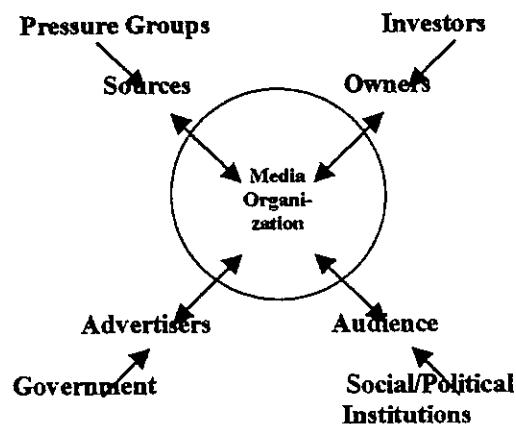 Pressure Groups
Investors
Sources
Owners
Media
Organi-
zation
Advertisers
Audience
Government
Social/Political
Institutions